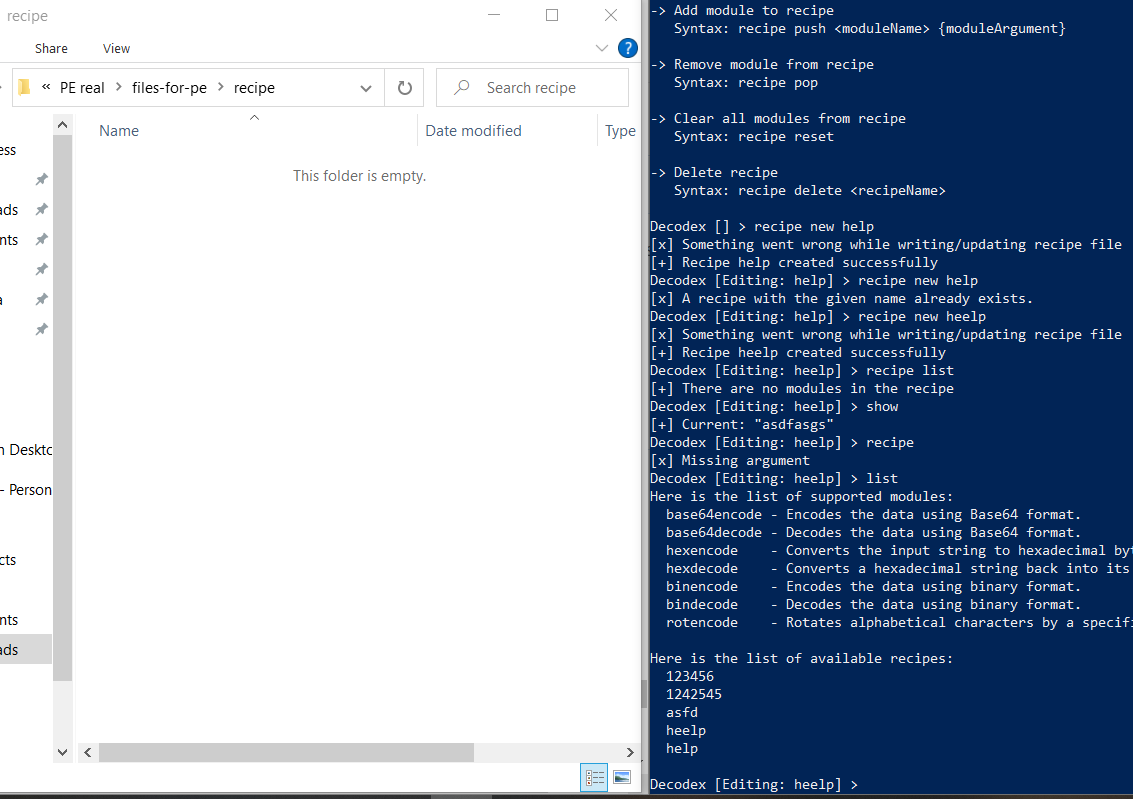 recipe
Share View
?
« PE real > files-for-pe > recipe
Search recipe
Name Date modified Type
This folder is empty.
ess
ads
nts
a
n Deskto
- Person
cts
nts
ads
-> Add module to recipe
Syntax: recipe push <moduleName> {moduleArgument}
-> Remove module from recipe
Syntax: recipe pop
-> Clear all modules from recipe
Syntax: recipe reset
-> Delete recipe
Syntax: recipe delete <recipeName>
Decodex [] > recipe new help
[x] Something went wrong while writing/updating recipe file
[+] Recipe help created successfully
Decodex [Editing: help] > recipe new help
[x] A recipe with the given name already exists.
Decodex [Editing: help] > recipe new heelp
[x] Something went wrong while writing/updating recipe file
[+] Recipe heelp created successfully
Decodex [Editing: heelp] > recipe list
[+] There are no modules in the recipe
Decodex [Editing: heelp] > show
[+] Current: "asdfasgs"
Decodex [Editing: heelp] > recipe
[x] Missing argument
Decodex [Editing: heelp] > list
Here is the list of supported modules:
base64encode - Encodes the data using Base64 format.
base64decode - Decodes the data using Base64 format.
hexencode - Converts the input string to hexadecimal byt
hexdecode - Converts a hexadecimal string back into its
binencode - Encodes the data using binary format.
bindecode - Decodes the data using binary format.
rotencode - Rotates alphabetical characters by a specifi
Here is the list of available recipes:
123456
1242545
asfd
heelp
help
Decodex [Editing: heelp] >